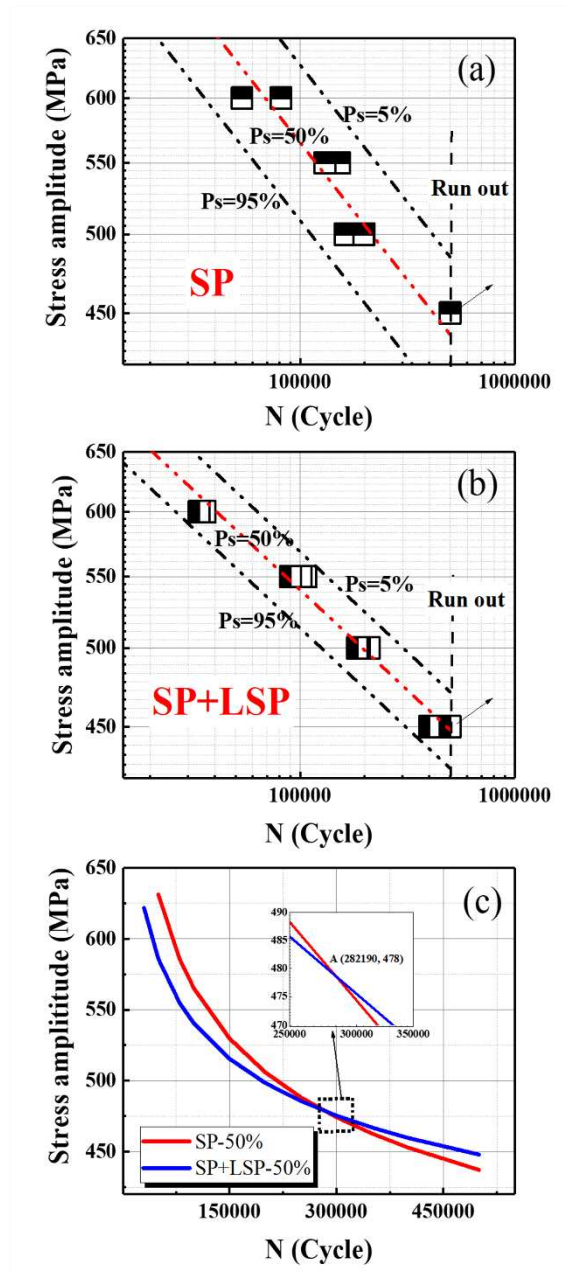 (a)
650
600
550
500
450
Stress amplitude (MPa)
Ps=5%
Ps=50%
Ps=95%
Run out
SP
100000
1000000
N (Cycle)
(b)
650
600
550
500
450
Stress amplitude (MPa)
Ps=50%
Ps=5%
Ps=95%
Run out
SP+LSP
100000
1000000
N (Cycle)
(c)
650
600
550
500
450
Stress amplititude (MPa)
490
485
480
475
470
A (282190, 478)
250000
300000
350000
SP-50%
SP+LSP-50%
150000
300000
450000
N (Cycle)